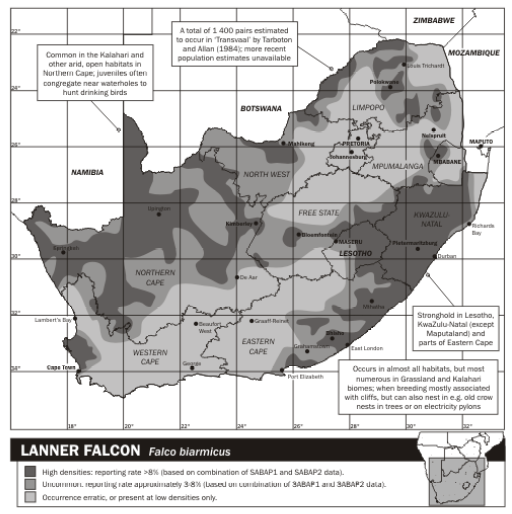 ZIMBABWE
A total of 1 400 pairs estimated
to occur in 'Transvaal' by Tarboton
and Allan (1984); more recent
population estimates unavailable
22°
MOZAMBIQUE
Common in the Kalahari and
other arid, open habitats in
Northern Cape; juveniles often
congregate near waterholes to
hunt drinking birds
Louis Trichardt
Polokwane
24°
LIMPOPO
BOTSWANA
Nelspruit
Mahikeng
PRETORIA
MAPUTO
Johannesburg
MBABANE
MPUMALANGA
NAMIBIA
NORTH WEST
28°
FREE STATE
KWAZULU-
NATAL
Kimberley
Richards
Bay
Bloemfontein
MASERU
Pietermaritzburg
Springbok
LESOTHO
Durban
NORTHERN
CAPE
De Aar
30°
Mthatha
Lambert's Bay
32°
Beaufort
West
Graaff-Reinet
Stronghold in Lesotho,
KwaZulu-Natal (except
Maputaland) and
parts of Eastern Cape
EASTERN
CAPE
WESTERN
CAPE
East London
Grahamstown
George
Cape Town
Port Elizabeth
34°
Occurs in almost all habitats, but most
numerous in Grassland and Kalahari
biomes; when breeding mostly associated
with cliffs, but can also nest in e.g. old crow
nests in trees or on electricity pylons
18° 20° 22° 24° 26° 28° 30° 32°
LANNER FALCON Falco biarmicus
High densities: reporting rate >8% (based on combination of SABAP1 and SABAP2 data).
Uncommon: reporting rate approximately 3-8% (based on combination of SABAP1 and SABAP2 data).
Occurrence erratic, or present at low densities only.